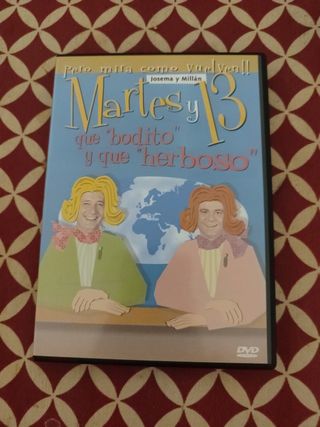 ¡Pero mira como vuelven!!
Josema y Millán
Martes y 13
que "bodito"
y que "herboso"
DVD